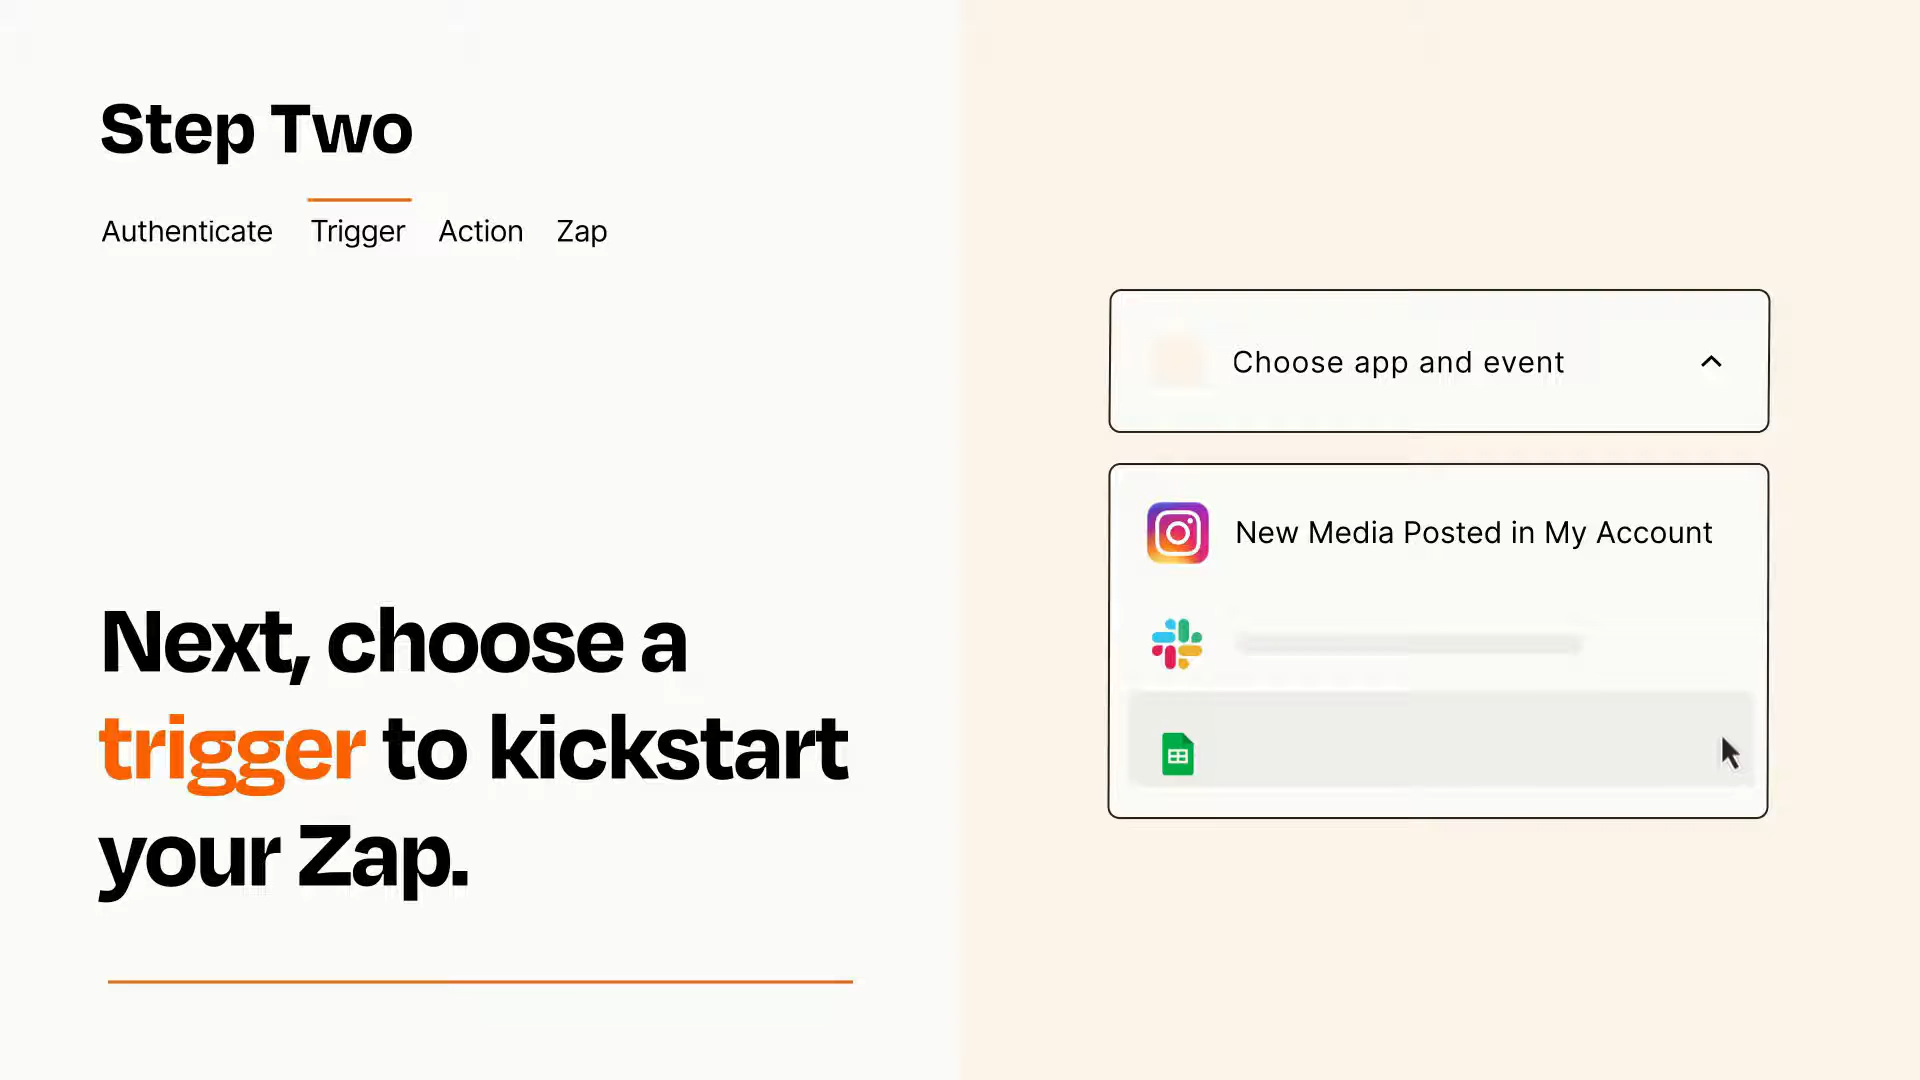 Step Two
Authenticate Trigger Action Zap
Next, choose a
trigger to kickstart
your Zap.
Choose app and event
New Media Posted in My Account